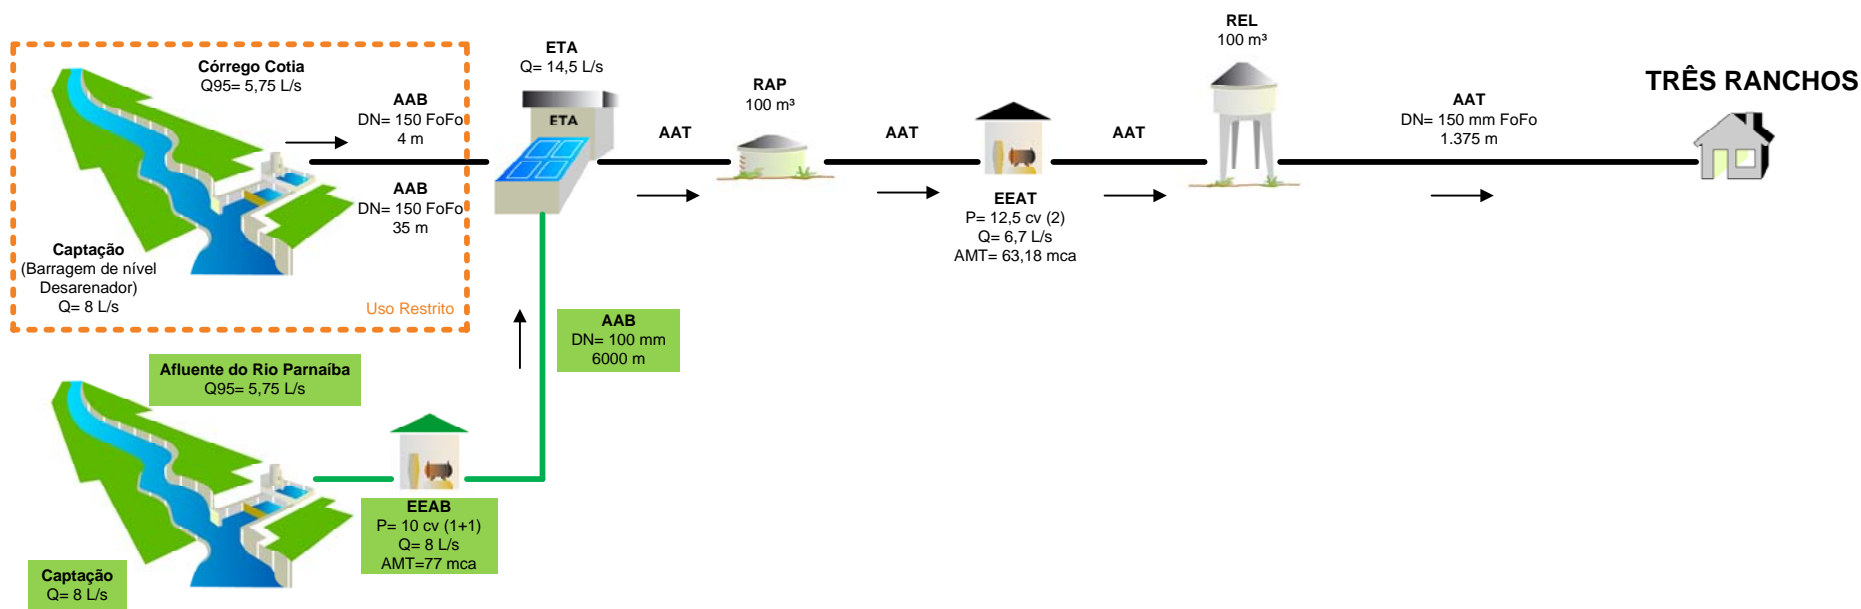 Córrego Cotia
Q95= 5,75 L/s
AAB
DN= 150 FoFo
4 m
AAB
DN= 150 FoFo
35 m
Captação
(Barragem de nível
Desarenador)
Q= 8 L/s
Uso Restrito
ETA
Q= 14,5 L/s
ETA
AAT
RAP
100 m³
AAT
EEAT
P= 12,5 cv (2)
Q= 6,7 L/s
AMT= 63,18 mca
AAT
REL
100 m³
AAT
DN= 150 mm FoFo
1.375 m
TRÊS RANCHOS
AAB
DN= 100 mm
6000 m
Afluente do Rio Parnaíba
Q95= 5,75 L/s
EEAB
P= 10 cv (1+1)
Q= 8 L/s
AMT=77 mca
Captação
Q= 8 L/s